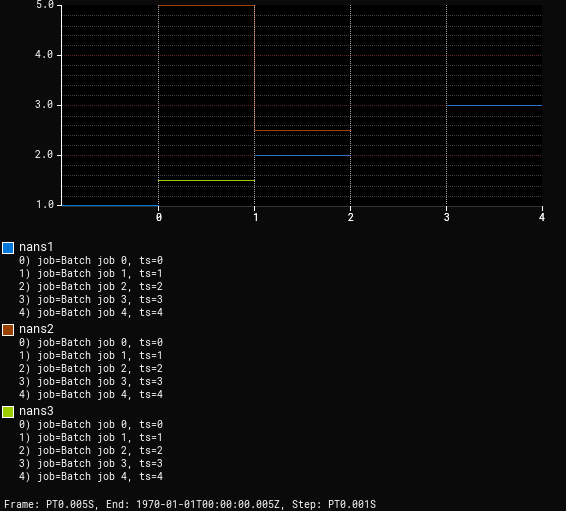 5.0
4.0
3.0
2.0
1.0
0 1 2 3 4
nans1
0) job=Batch job 0, ts=0
1) job=Batch job 1, ts=1
2) job=Batch job 2, ts=2
3) job=Batch job 3, ts=3
4) job=Batch job 4, ts=4
nans2
0) job=Batch job 0, ts=0
1) job=Batch job 1, ts=1
2) job=Batch job 2, ts=2
3) job=Batch job 3, ts=3
4) job=Batch job 4, ts=4
nans3
0) job=Batch job 0, ts=0
1) job=Batch job 1, ts=1
2) job=Batch job 2, ts=2
3) job=Batch job 3, ts=3
4) job=Batch job 4, ts=4
Frame: PT0.005S, End: 1970-01-01T00:00:00.005Z, Step: PT0.001S